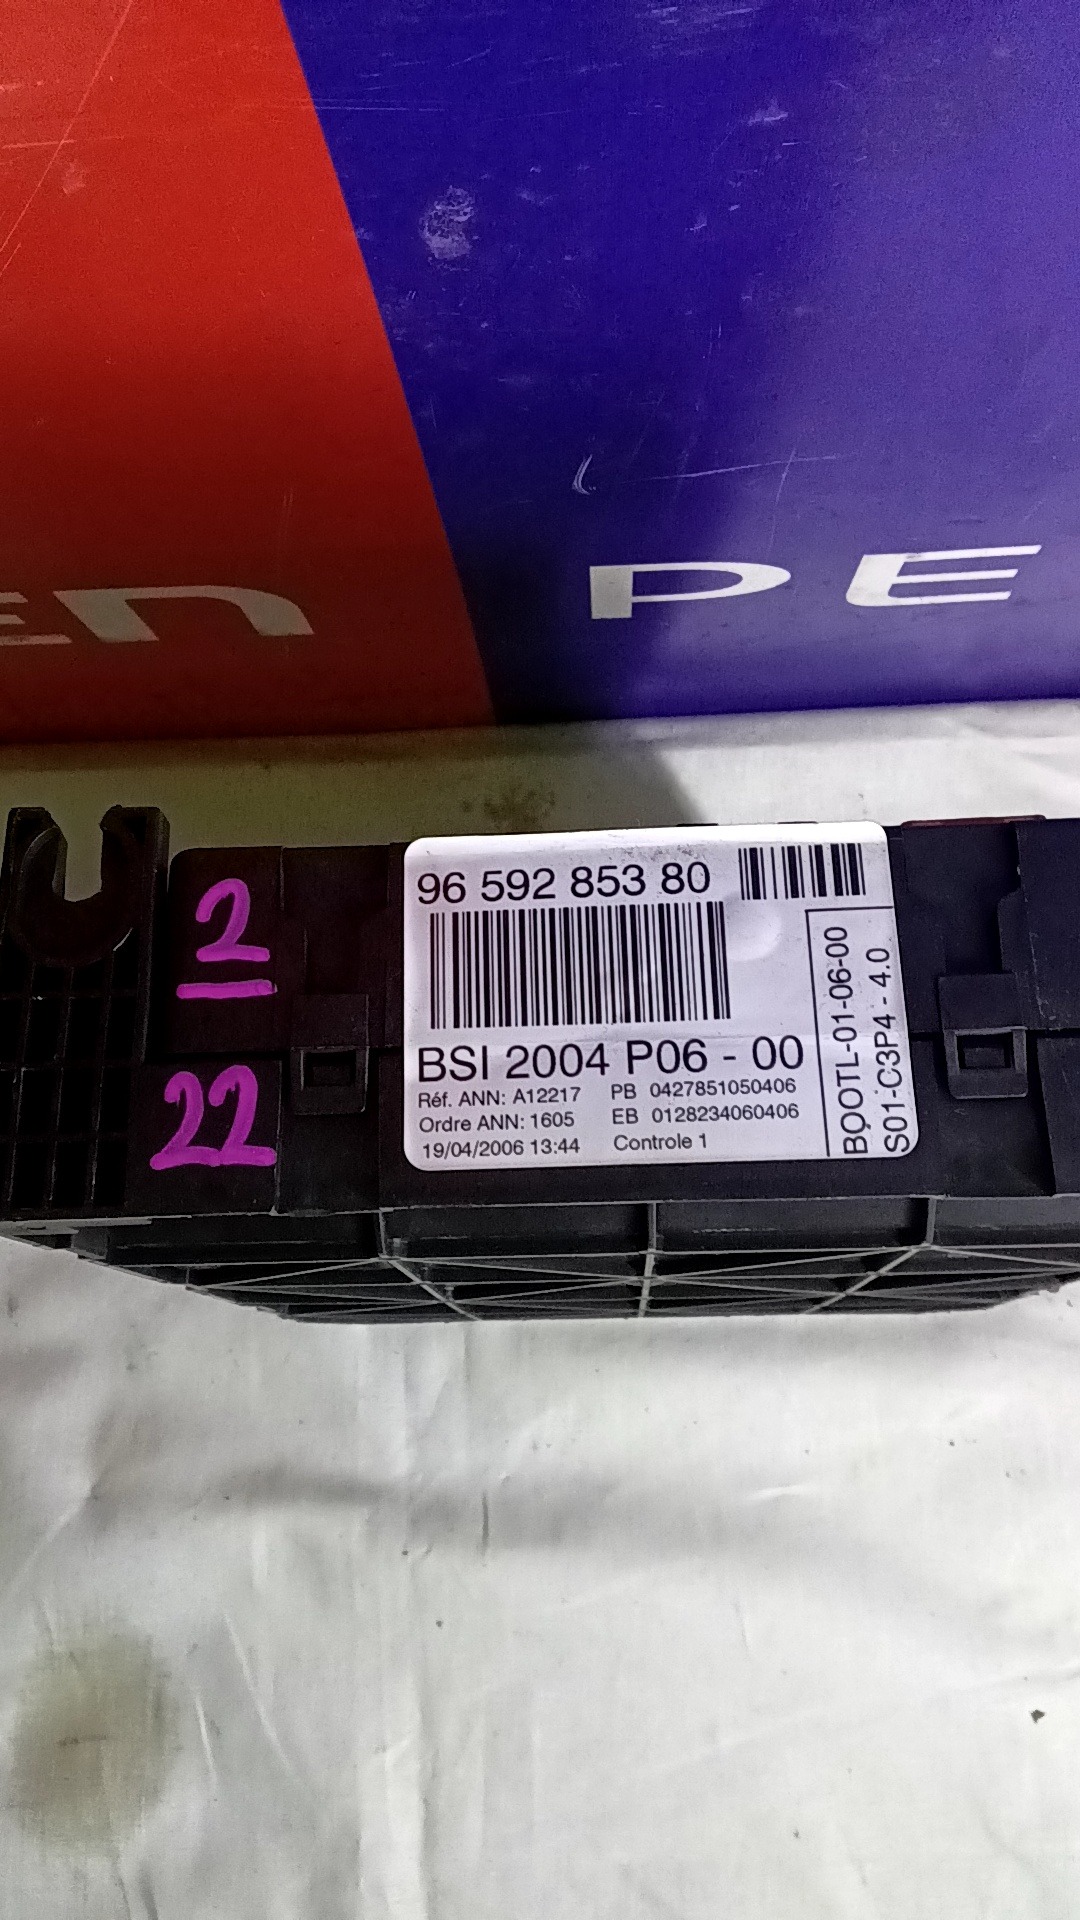 PE
96 592 853 80
BSI 2004 P06 - 00
Réf. ANN: A12217 PB 0427851050406
Ordre ANN: 1605 EB 0128234060406
19/04/2006 13:44 Controle 1
BOOTL-01-06-00
S01-C3P4 - 4.0
2
22